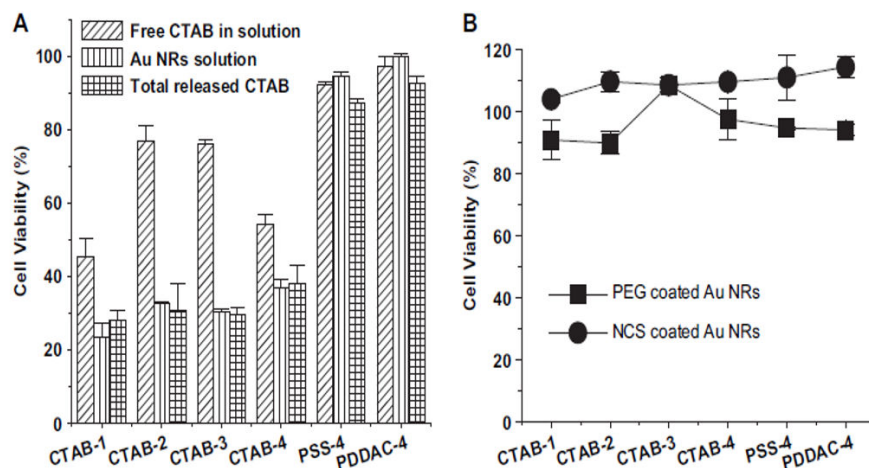 A
Free CTAB in solution
Au NRs solution
Total released CTAB
Cell Viability (%)
100
80
60
40
20
0
CTAB-1
CTAB-2
CTAB-3
CTAB-4
PSS-4
PDDAC-4
B
Cell Viability (%)
120
100
80
60
40
20
0
PEG coated Au NRs
NCS coated Au NRs
CTAB-1
CTAB-2
CTAB-3
CTAB-4
PSS-4
PDDAC-4